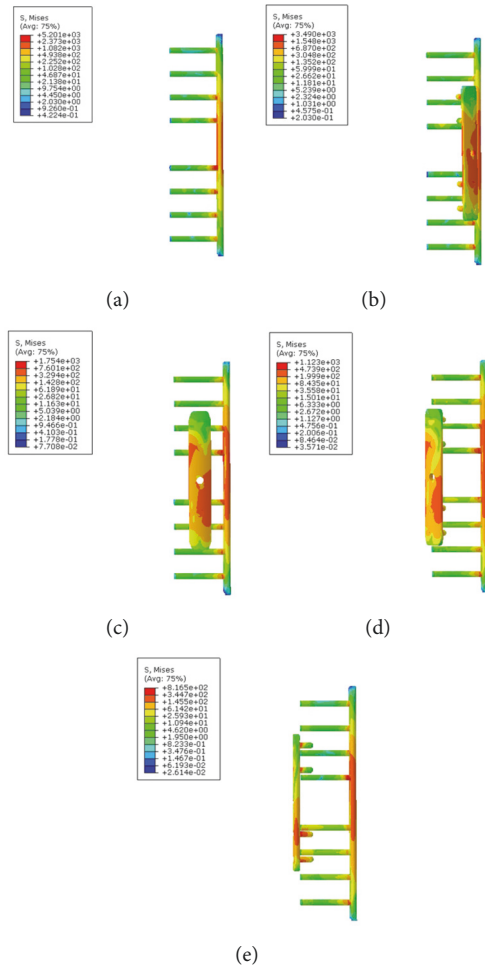 S, Mises
(Avg: 75%)
+5.201e+03
+2.373e+03
+1.082e+03
+4.938e+02
+2.252e+02
+1.028e+02
+4.687e+01
+2.138e+01
+9.754e+00
+4.450e+00
+2.030e+00
+9.260e-01
+4.224e-01
(a)
S, Mises
(Avg: 75%)
+3.490e+03
+1.548e+03
+6.870e+02
+3.048e+02
+1.352e+02
+5.999e+01
+2.662e+01
+1.181e+01
+5.239e+00
+2.324e+00
+1.031e+00
+4.575e-01
+2.030e-01
(b)
S, Mises
(Avg: 75%)
+1.754e+03
+7.601e+02
+3.294e+02
+1.428e+02
+6.189e+01
+2.682e+01
+1.163e+01
+5.039e+00
+2.184e+00
+9.466e-01
+4.103e-01
+1.778e-01
+7.708e-02
(c)
S, Mises
(Avg: 75%)
+1.123e+03
+4.739e+02
+1.999e+02
+8.435e+01
+3.558e+01
+1.501e+01
+6.333e+00
+2.672e+00
+1.127e+00
+4.756e-01
+2.006e-01
+8.464e-02
+3.571e-02
(d)
S, Mises
(Avg: 75%)
+8.165e+02
+3.447e+02
+1.455e+02
+6.142e+01
+2.593e+01
+1.094e+01
+4.620e+00
+1.950e+00
+8.233e-01
+3.476e-01
+1.467e-01
+6.193e-02
+2.614e-02
(e)